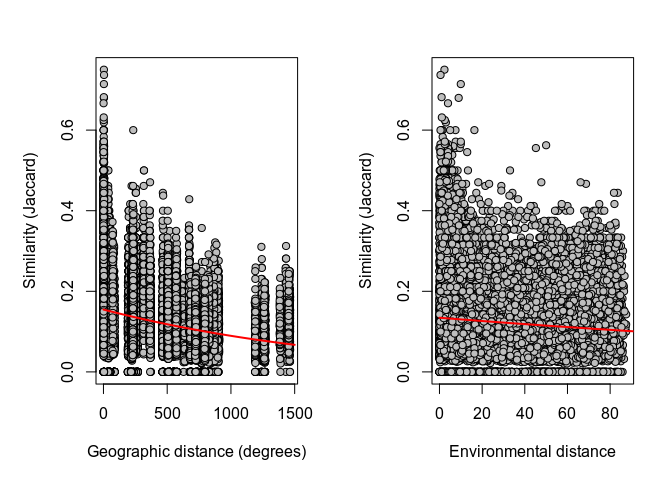 Similarity (Jaccard)
0.0 0.2 0.4 0.6
0 500 1000 1500
Geographic distance (degrees)
Similarity (Jaccard)
0.0 0.2 0.4 0.6
0 20 40 60 80
Environmental distance